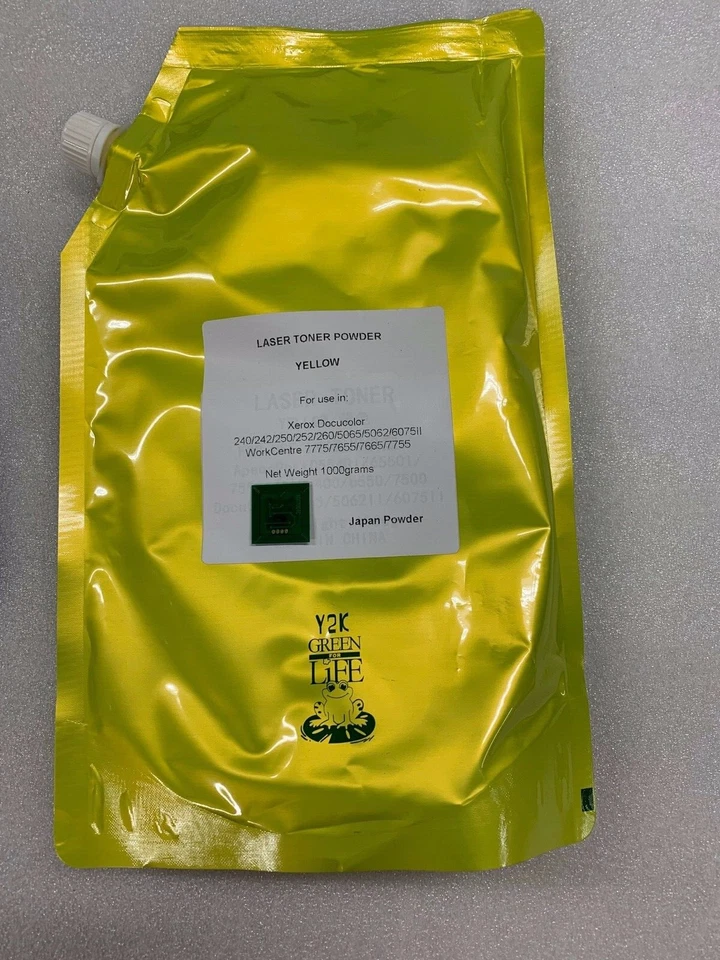 LASER TONER POWDER
YELLOW
For use in:
Xerox Docucolor
240/242/250/252/260/5065/5062/6075II
WorkCentre 7775/7655/7665/7755
Net Weight 1000grams
Japan Powder
Y2K
GREEN
FOR
LiFE